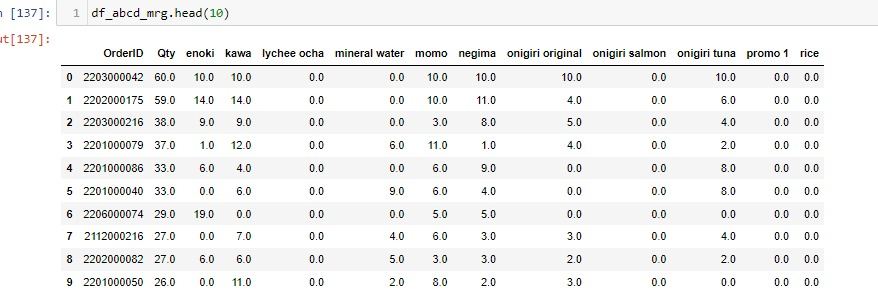 [137]: 1 df_abcd_mrg.head(10)
ut[137]:
OrderID Qty enoki kawa lychee ocha mineral water momo negima onigiri original onigiri salmon onigiri tuna promo 1 rice
0 2203000042 60.0 10.0 10.0 0.0 0.0 10.0 10.0 10.0 0.0 10.0 0.0 0.0
1 2202000175 59.0 14.0 14.0 0.0 0.0 10.0 11.0 4.0 0.0 6.0 0.0 0.0
2 2203000216 38.0 9.0 9.0 0.0 0.0 3.0 8.0 5.0 0.0 4.0 0.0 0.0
3 2201000079 37.0 1.0 12.0 0.0 6.0 11.0 1.0 4.0 0.0 2.0 0.0 0.0
4 2201000086 33.0 6.0 4.0 0.0 0.0 6.0 9.0 0.0 0.0 8.0 0.0 0.0
5 2201000040 33.0 0.0 6.0 0.0 9.0 6.0 4.0 0.0 0.0 8.0 0.0 0.0
6 2206000074 29.0 19.0 0.0 0.0 0.0 5.0 5.0 0.0 0.0 0.0 0.0 0.0
7 2112000216 27.0 0.0 7.0 0.0 4.0 6.0 3.0 3.0 0.0 4.0 0.0 0.0
8 2202000082 27.0 6.0 6.0 0.0 5.0 3.0 3.0 2.0 0.0 2.0 0.0 0.0
9 2201000050 26.0 0.0 11.0 0.0 2.0 8.0 2.0 3.0 0.0 0.0 0.0 0.0